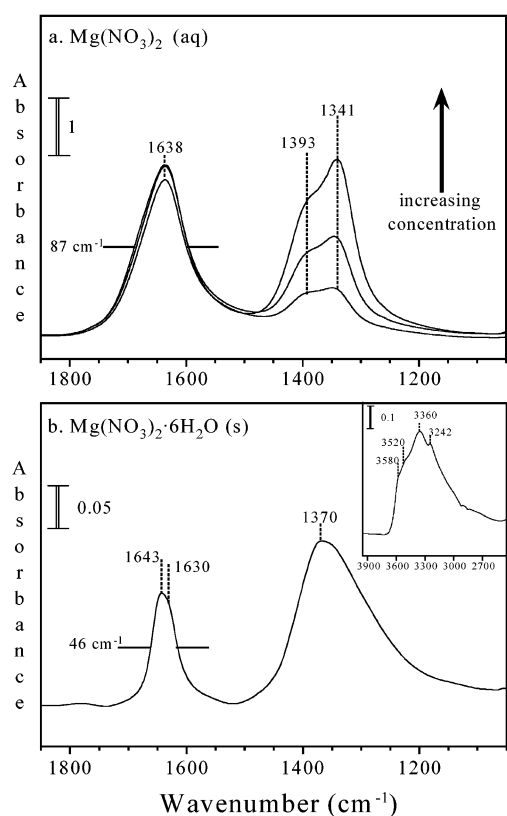 a. Mg(NO3)2 (aq)
Absorbance
1
1638
1393
1341
87 cm-1
increasing
concentration
1800
1600
1400
1200
b. Mg(NO3)2·6H2O (s)
Absorbance
0.05
1643
1630
1370
46 cm-1
0.1
3360
3520
3242
3580
3900 3600 3300 3000 2700
1800
1600
1400
1200
Wavenumber (cm-1)